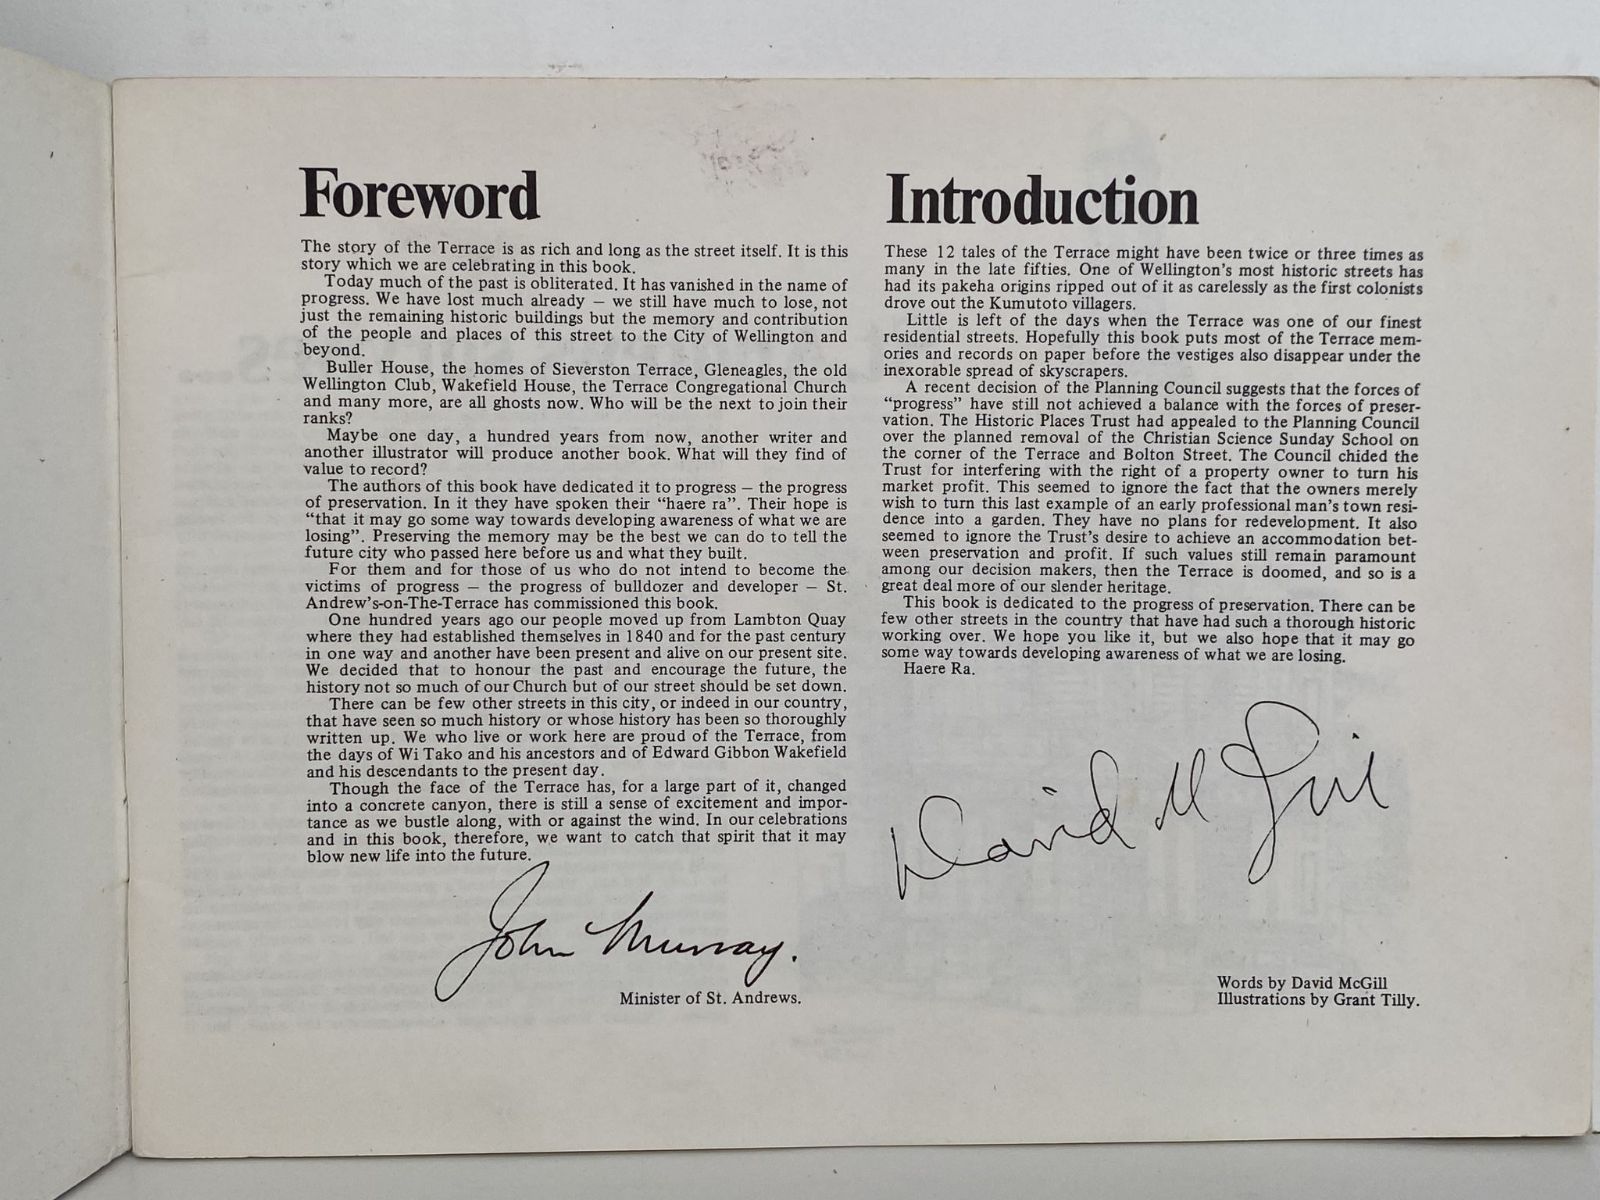 Foreword
The story of the Terrace is as rich and long as the street itself. It is this
story which we are celebrating in this book.
Today much of the past is obliterated. It has vanished in the name of
progress. We have lost much already — we still have much to lose, not
just the remaining historic buildings but the memory and contribution
of the people and places of this street to the City of Wellington and
beyond.
Buller House, the homes of Sieverston Terrace, Gleneagles, the old
Wellington Club, Wakefield House, the Terrace Congregational Church
and many more, are all ghosts now. Who will be the next to join their
ranks?
Maybe one day, a hundred years from now, another writer and
another illustrator will produce another book. What will they find of
value to record?
The authors of this book have dedicated it to progress — the progress
of preservation. In it they have spoken their “haere ra”. Their hope is
“that it may go some way towards developing awareness of what we are
losing”. Preserving the memory may be the best we can do to tell the
future city who passed here before us and what they built.
For them and for those of us who do not intend to become the
victims of progress — the progress of bulldozer and developer — St.
Andrew's-on-The-Terrace has commissioned this book.
One hundred years ago our people moved up from Lambton Quay
where they had established themselves in 1840 and for the past century
in one way and another have been present and alive on our present site.
We decided that to honour the past and encourage the future, the
history not so much of our Church but of our street should be set down.
There can be few other streets in this city, or indeed in our country,
that have seen so much history or whose history has been so thoroughly
written up. We who live or work here are proud of the Terrace, from
the days of Wi Tako and his ancestors and of Edward Gibbon Wakefield
and his descendants to the present day.
Though the face of the Terrace has, for a large part of it, changed
into a concrete canyon, there is still a sense of excitement and impor-
tance as we bustle along, with or against the wind. In our celebrations
and in this book, therefore, we want to catch that spirit that it may
blow new life into the future.
John Murray.
Minister of St. Andrews.
Introduction
These 12 tales of the Terrace might have been twice or three times as
many in the late fifties. One of Wellington's most historic streets has
had its pakeha origins ripped out of it as carelessly as the first colonists
drove out the Kumutoto villagers.
Little is left of the days when the Terrace was one of our finest
residential streets. Hopefully this book puts most of the Terrace mem-
ories and records on paper before the vestiges also disappear under the
inexorable spread of skyscrapers.
A recent decision of the Planning Council suggests that the forces of
“progress” have still not achieved a balance with the forces of preser-
vation. The Historic Places Trust had appealed to the Planning Council
over the planned removal of the Christian Science Sunday School on
the corner of the Terrace and Bolton Street. The Council chided the
Trust for interfering with the right of a property owner to turn his
market profit. This seemed to ignore the fact that the owners merely
wish to turn this last example of an early professional man's town resi-
dence into a garden. They have no plans for redevelopment. It also
seemed to ignore the Trust's desire to achieve an accommodation bet-
ween preservation and profit. If such values still remain paramount
among our decision makers, then the Terrace is doomed, and so is a
great deal more of our slender heritage.
This book is dedicated to the progress of preservation. There can be
few other streets in the country that have had such a thorough historic
working over. We hope you like it, but we also hope that it may go
some way towards developing awareness of what we are losing.
Haere Ra.
David McGill
Words by David McGill
Illustrations by Grant Tilly.